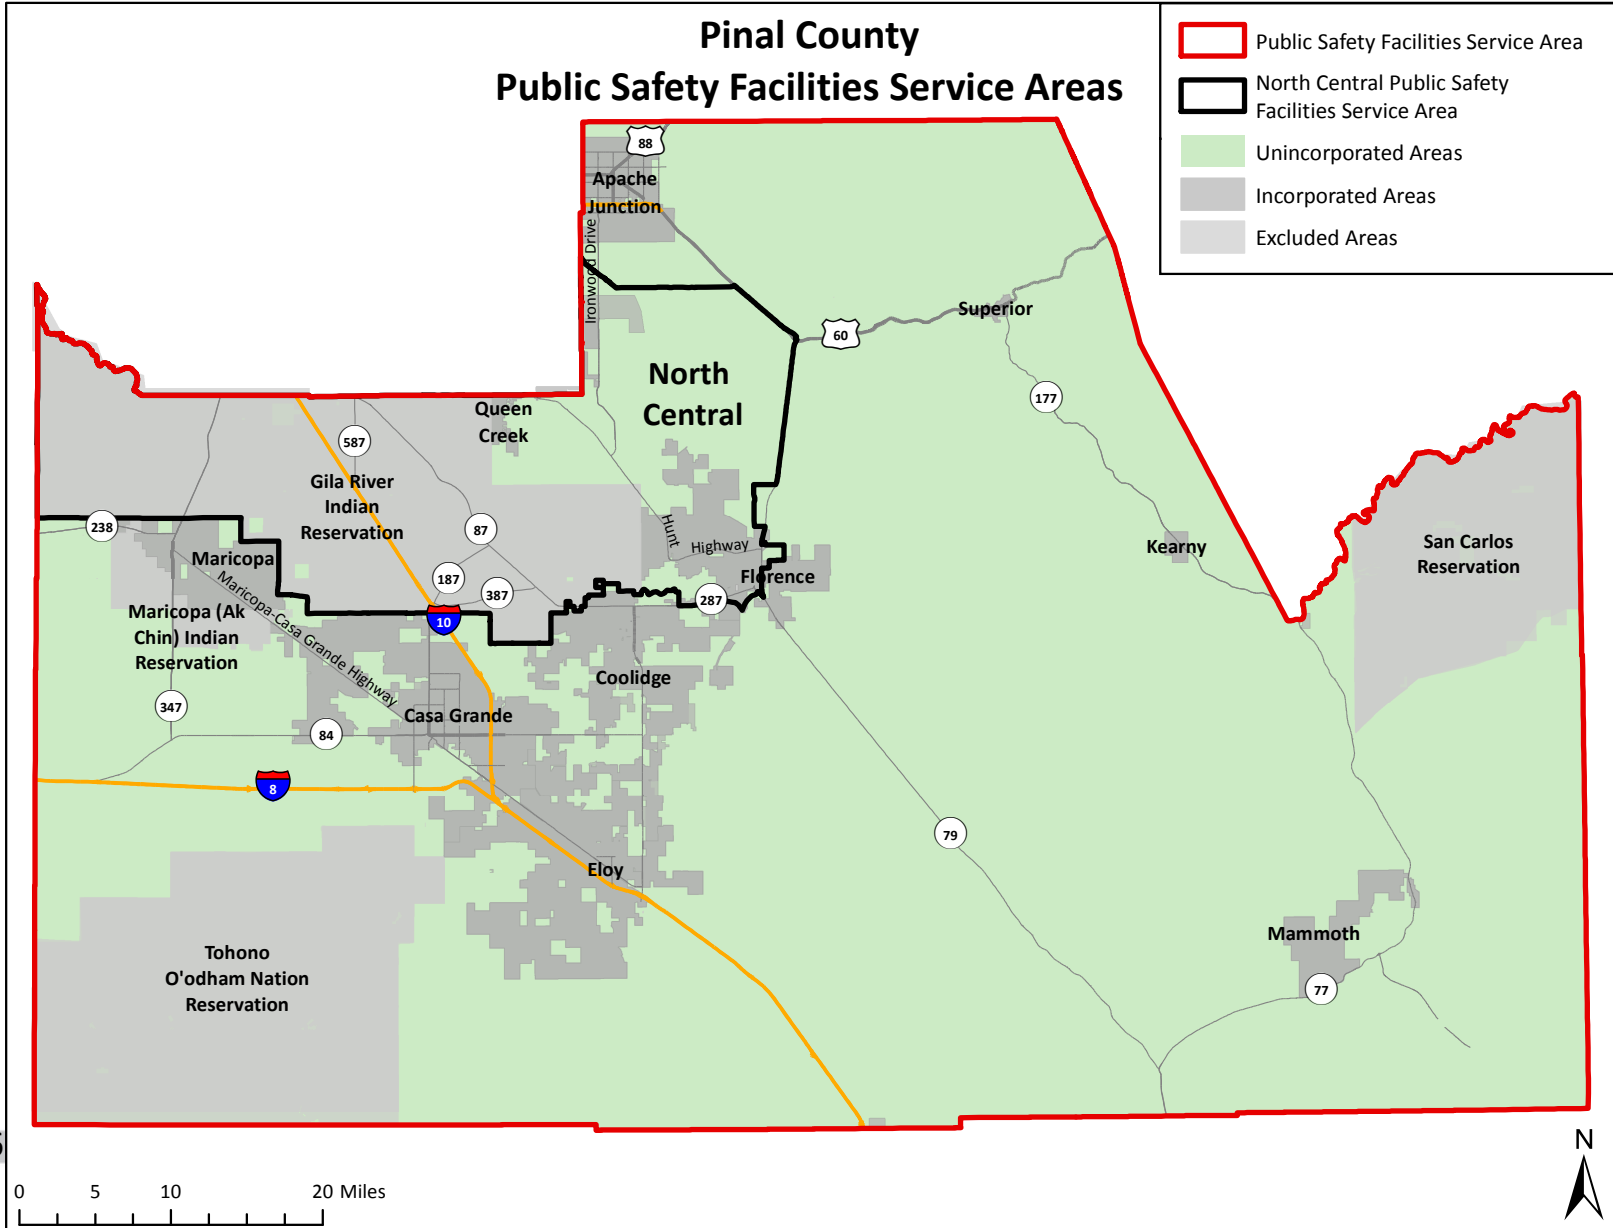 Pinal County
Public Safety Facilities Service Areas
Public Safety Facilities Service Area
North Central Public Safety
Facilities Service Area
Unincorporated Areas
Incorporated Areas
Excluded Areas
88
Apache
Junction
Ironwood Drive
Superior
60
North
Central
177
Queen
Creek
587
Gila River
Indian
Reservation
87
238
Maricopa
Hunt
Highway
Kearny
San Carlos
Reservation
Florence
187
387
287
10
Maricopa (Ak
Chin) Indian
Reservation
Maricopa-Casa Grande Highway
Coolidge
347
Casa Grande
84
8
79
Eloy
Mammoth
Tohono
O'odham Nation
Reservation
77
N
0 5 10 20 Miles